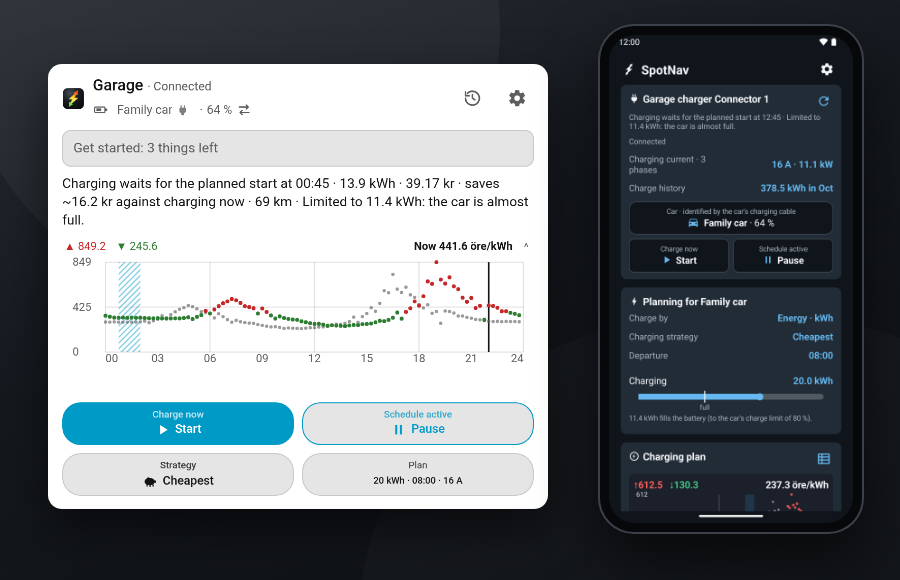 Garage · Connected
Family car · 64 %
Get started: 3 things left
Charging waits for the planned start at 00:45 · 13.9 kWh · 39.17 kr · saves
~16.2 kr against charging now · 69 km · Limited to 11.4 kWh: the car is almost
full.
▲ 849.2 ▼ 245.6 Now 441.6 öre/kWh ^
849
425
0
00 03 06 09 12 15 18 21 24
Charge now
Start
Schedule active
Pause
Strategy
Cheapest
Plan
20 kWh · 08:00 · 16 A
12:00
SpotNav
Garage charger Connector 1
Charging waits for the planned start at 12:45 · Limited to
11.4 kWh: the car is almost full.
Connected
Charging current · 3
phases
16 A · 11.1 kW
Charge history 378.5 kWh in Oct
Car · identified by the car's charging cable
Family car · 64 %
Charge now
Start
Schedule active
Pause
Planning for Family car
Charge by Energy · kWh
Charging strategy Cheapest
Departure 08:00
Charging 20.0 kWh
full
11.4 kWh fills the battery (to the car's charge limit of 80 %).
Charging plan
↑612.5 ↓130.3 237.3 öre/kWh
612